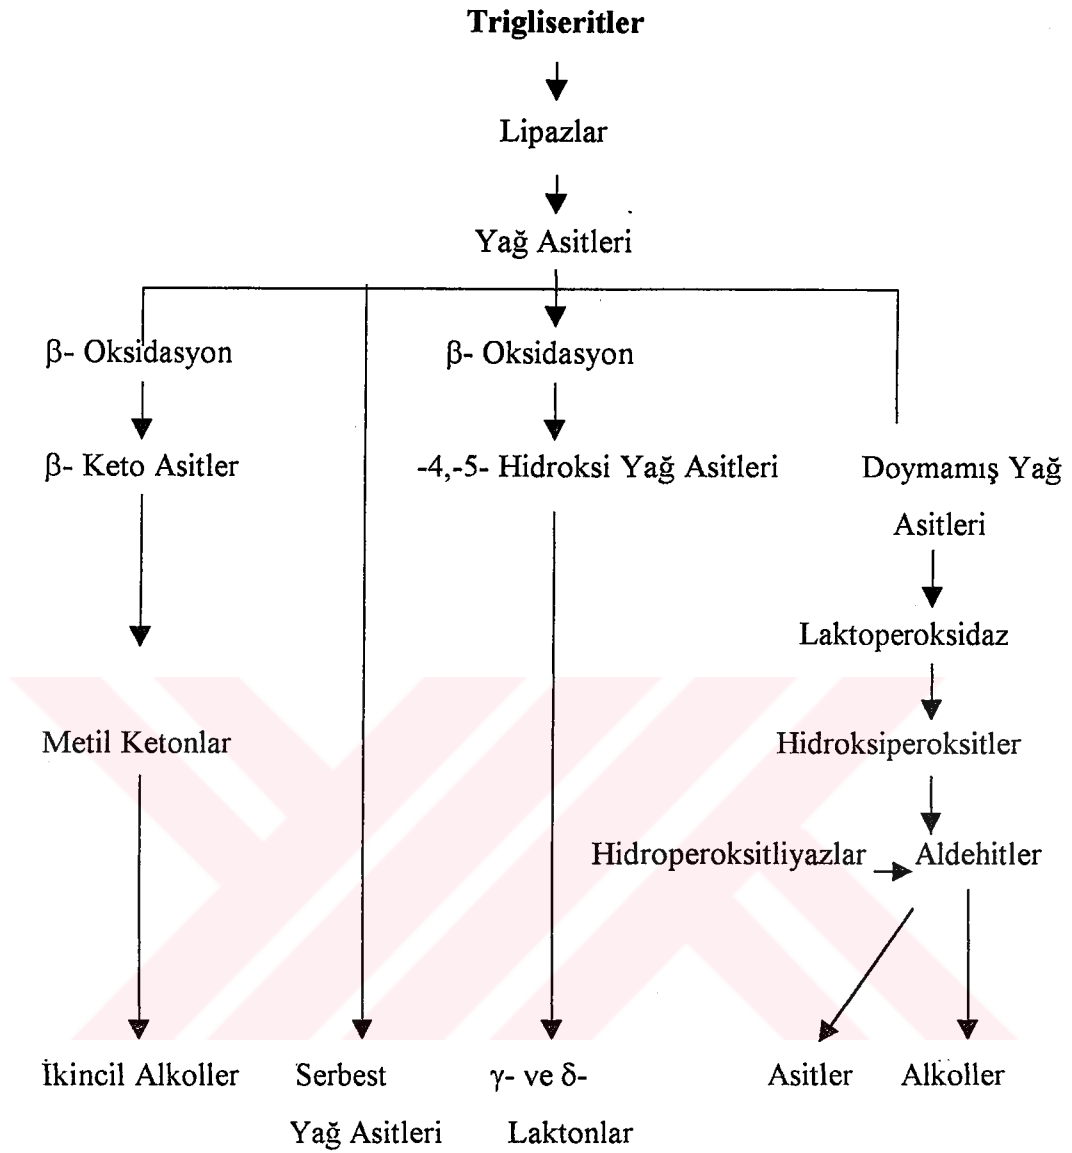 Trigliseritler
Lipazlar
Yağ Asitleri
β- Oksidasyon
β- Oksidasyon
β- Keto Asitler
-4,-5- Hidroksi Yağ Asitleri
Doymamış Yağ
Asitleri
Laktoperoksidaz
Metil Ketonlar
Hidroksiperoksitler
Hidroperoksitliyazlar
Aldehitler
İkincil Alkoller
Serbest
Yağ Asitleri
γ- ve δ-
Laktonlar
Asitler
Alkoller